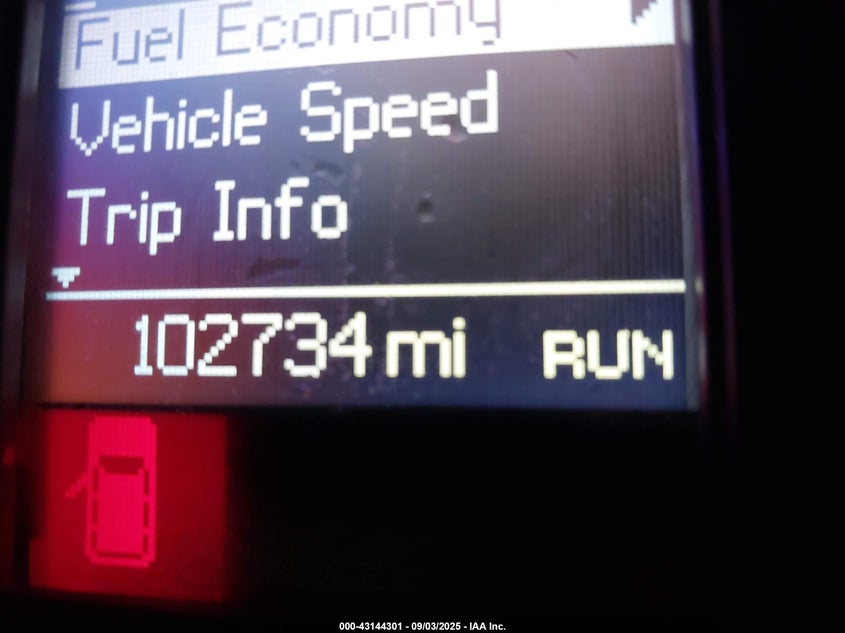 Fuel Economy
Vehicle Speed
Trip Info
102734 mi RUN
000-43144301 - 09/03/2025 - IAA Inc.